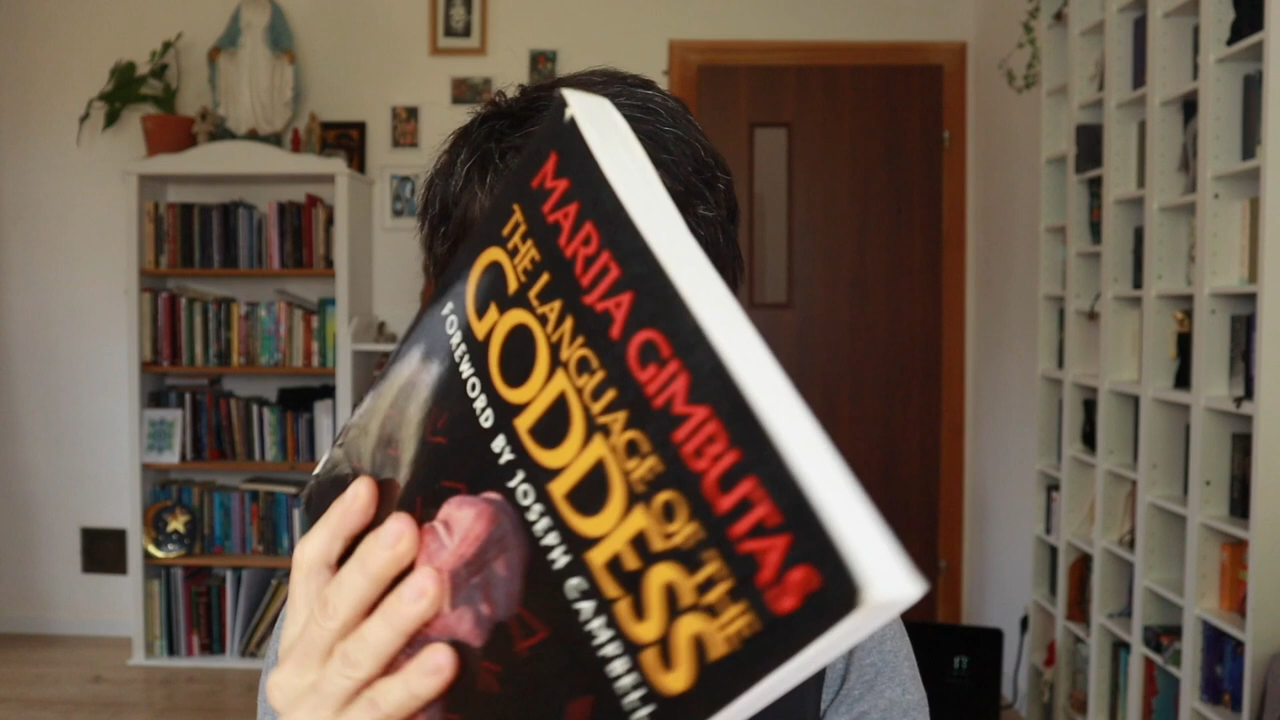 MARIJA GIMBUTAS
THE LANGUAGE OF THE
GODDESS
FOREWORD BY JOSEPH CAMPBELL